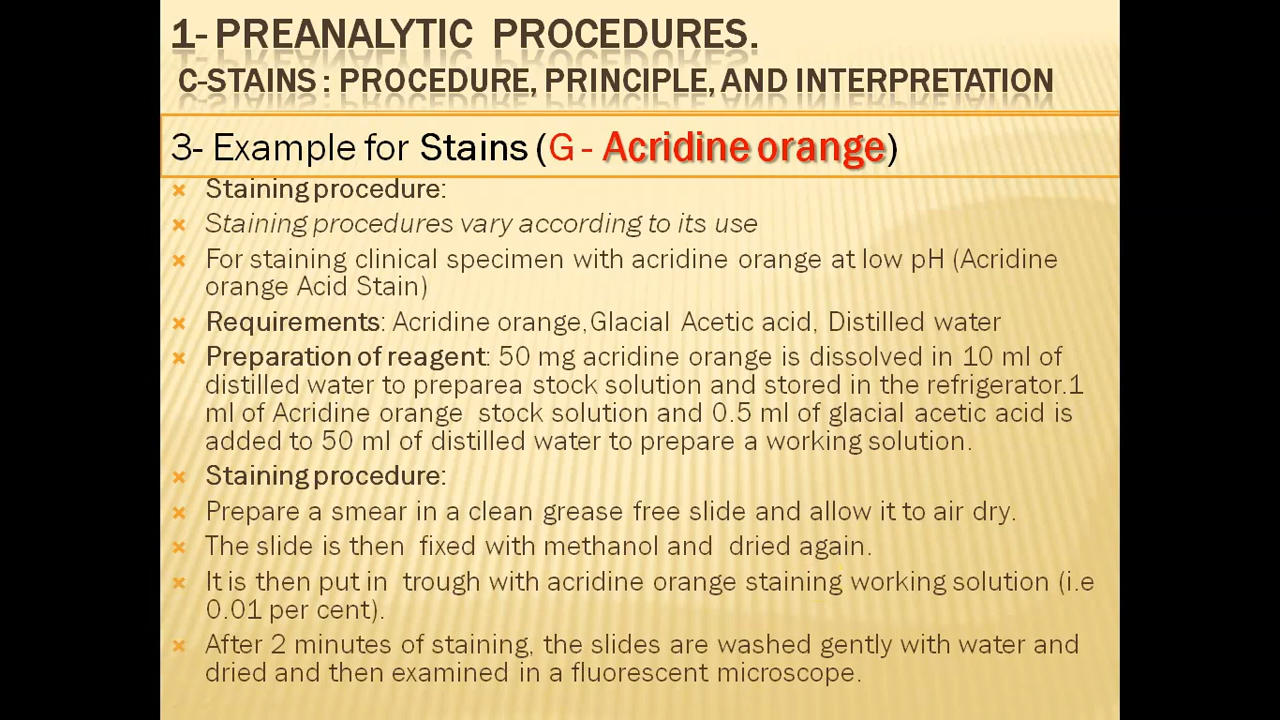 1- PREANALYTIC PROCEDURES.
C-STAINS : PROCEDURE, PRINCIPLE, AND INTERPRETATION
3- Example for Stains (G - Acridine orange)
Staining procedure:
Staining procedures vary according to its use
For staining clinical specimen with acridine orange at low pH (Acridine
orange Acid Stain)
Requirements: Acridine orange,Glacial Acetic acid, Distilled water
Preparation of reagent: 50 mg acridine orange is dissolved in 10 ml of
distilled water to preparea stock solution and stored in the refrigerator.1
ml of Acridine orange stock solution and 0.5 ml of glacial acetic acid is
added to 50 ml of distilled water to prepare a working solution.
Staining procedure:
Prepare a smear in a clean grease free slide and allow it to air dry.
The slide is then fixed with methanol and dried again.
It is then put in trough with acridine orange staining working solution (i.e
0.01 per cent).
After 2 minutes of staining, the slides are washed gently with water and
dried and then examined in a fluorescent microscope.